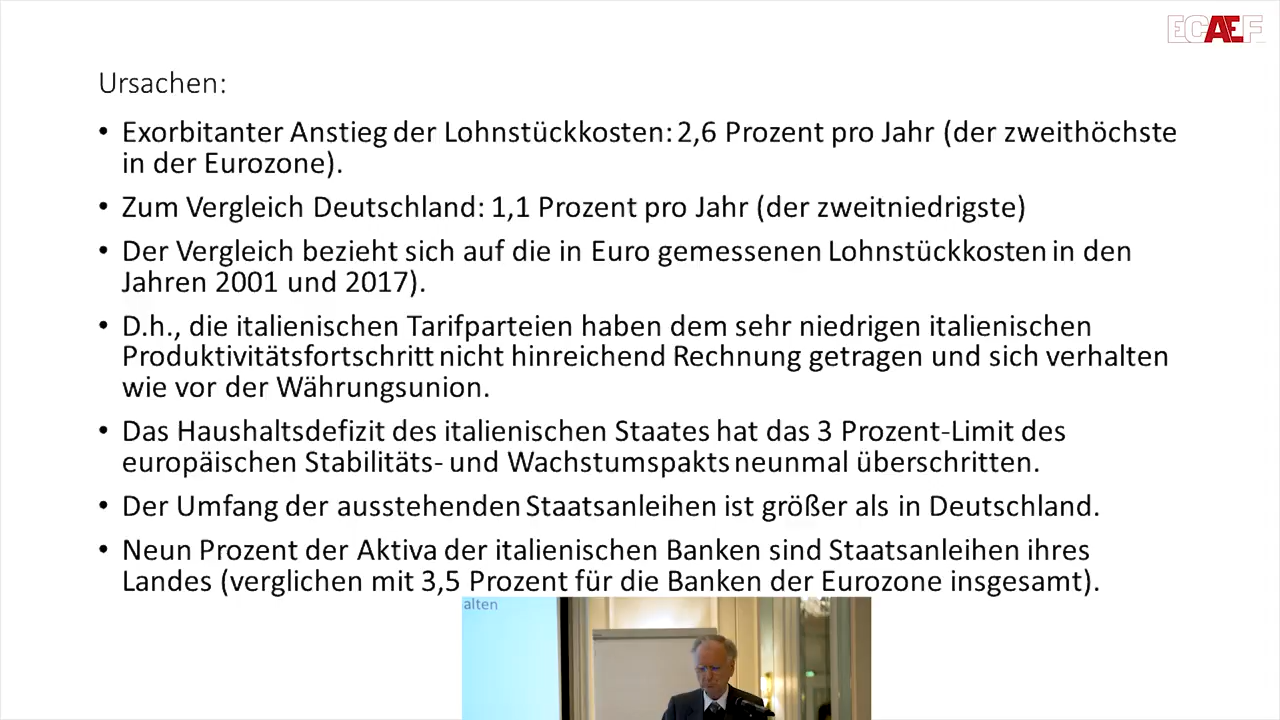 ECAEF
Ursachen:
• Exorbitanter Anstieg der Lohnstückkosten: 2,6 Prozent pro Jahr (der zweithöchste
in der Eurozone).
• Zum Vergleich Deutschland: 1,1 Prozent pro Jahr (der zweitniedrigste)
• Der Vergleich bezieht sich auf die in Euro gemessenen Lohnstückkosten in den
Jahren 2001 und 2017).
• D.h., die italienischen Tarifparteien haben dem sehr niedrigen italienischen
Produktivitätsfortschritt nicht hinreichend Rechnung getragen und sich verhalten
wie vor der Währungsunion.
• Das Haushaltsdefizit des italienischen Staates hat das 3 Prozent-Limit des
europäischen Stabilitäts- und Wachstumspakts neunmal überschritten.
• Der Umfang der ausstehenden Staatsanleihen ist größer als in Deutschland.
• Neun Prozent der Aktiva der italienischen Banken sind Staatsanleihen ihres
Landes (verglichen mit 3,5 Prozent für die Banken der Eurozone insgesamt).
alten